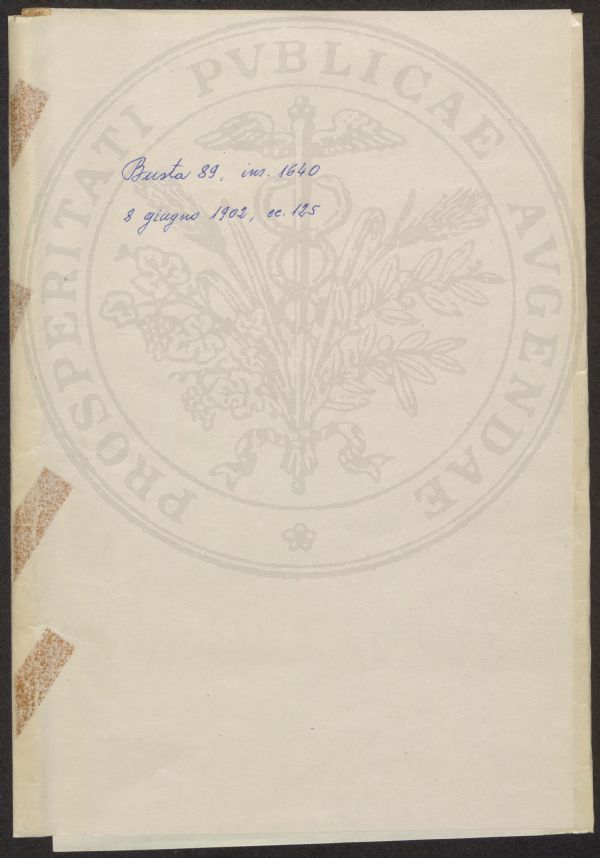 Busta 89, ins. 1640
8 giugno 1902, cc. 125
PROSPERITATI PVBLICAE AVGENDAE